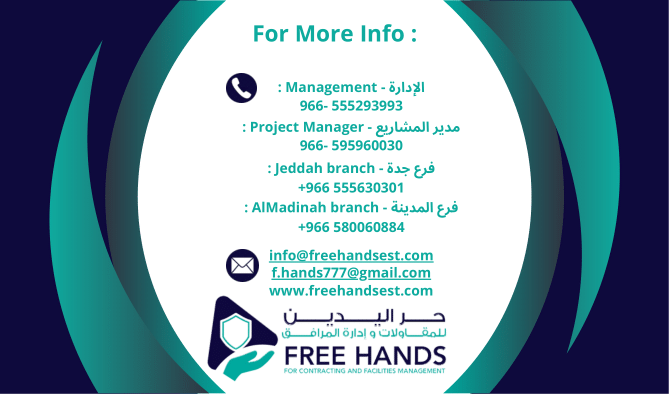 For More Info :
: Management - الإدارة
966- 555293993
: Project Manager - مدير المشاريع
966- 595960030
: Jeddah branch - فرع جدة
+966 555630301
: AlMadinah branch - فرع المدينة
+966 580060884
info@freehandsest.com
f.hands777@gmail.com
www.freehandsest.com
حر اليدين
للمقاولات و إدارة المرافق
FREE HANDS
FOR CONTRACTING AND FACILITIES MANAGEMENT